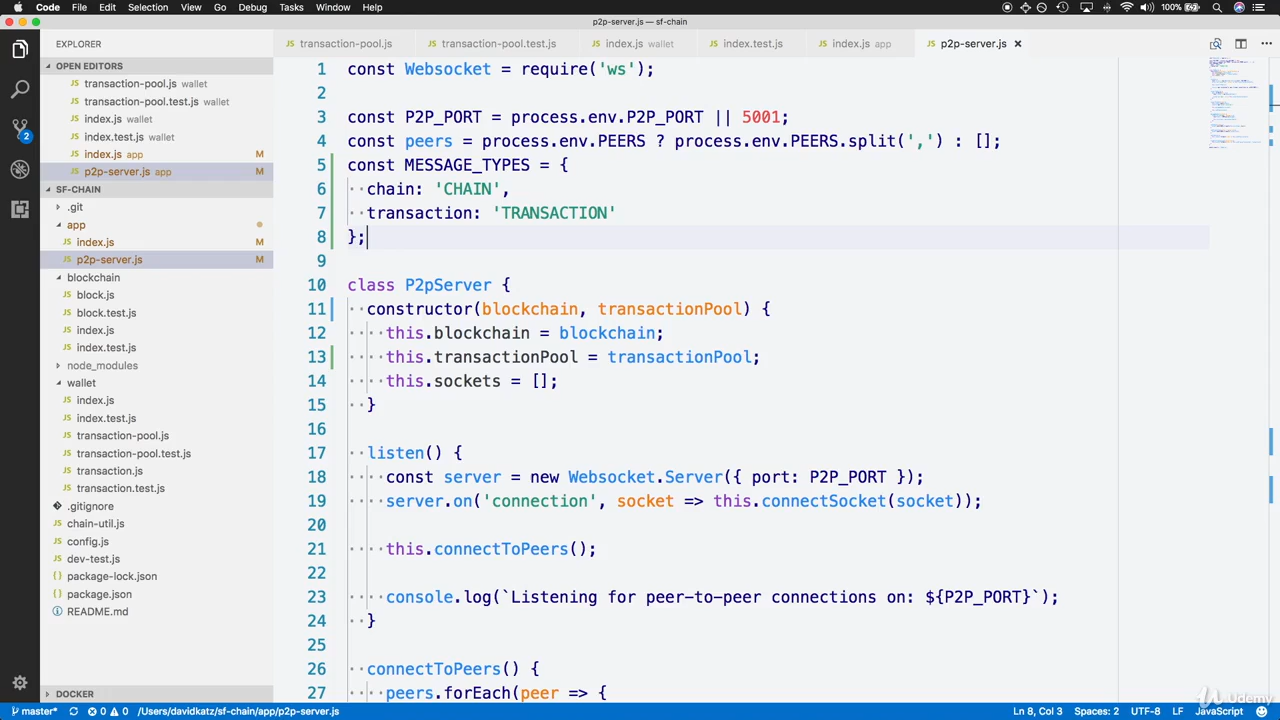 Code File Edit Selection View Go Debug Tasks Window Help 100%
p2p-server.js — sf-chain
EXPLORER
transaction-pool.js transaction-pool.test.js index.js wallet index.test.js index.js app p2p-server.js
OPEN EDITORS
transaction-pool.js wallet
transaction-pool.test.js wallet
index.js wallet
index.test.js wallet
index.js app M
p2p-server.js app M
SF-CHAIN
.git
app
index.js M
p2p-server.js M
blockchain
block.js
block.test.js
index.js
index.test.js
node_modules
wallet
index.js
index.test.js
transaction-pool.js
transaction-pool.test.js
transaction.js
transaction.test.js
.gitignore
chain-util.js
config.js
dev-test.js
package-lock.json
package.json
README.md
DOCKER
2
1 const Websocket = require('ws');
2
3 const P2P_PORT = process.env.P2P_PORT || 5001;
4 const peers = process.env.PEERS ? process.env.PEERS.split(',') : [];
5 const MESSAGE_TYPES = {
6 chain: 'CHAIN',
7 transaction: 'TRANSACTION'
8 };
9
10 class P2pServer {
11 constructor(blockchain, transactionPool) {
12 this.blockchain = blockchain;
13 this.transactionPool = transactionPool;
14 this.sockets = [];
15 }
16
17 listen() {
18 const server = new Websocket.Server({ port: P2P_PORT });
19 server.on('connection', socket => this.connectSocket(socket));
20
21 this.connectToPeers();
22
23 console.log(`Listening for peer-to-peer connections on: ${P2P_PORT}`);
24 }
25
26 connectToPeers() {
27 peers.forEach(peer => {
Udemy
master* 0 0 /Users/davidkatz/sf-chain/app/p2p-server.js Ln 8, Col 3 Spaces: 2 UTF-8 LF JavaScript